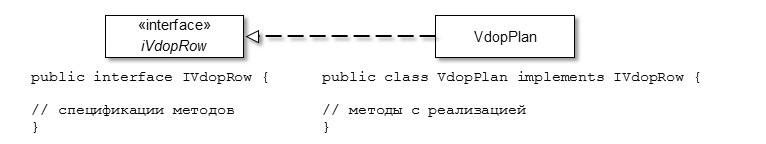 «interface»
iVdopRow
VdopPlan
public interface IVdopRow {
// спецификации методов
}
public class VdopPlan implements IVdopRow {
// методы с реализацией
}